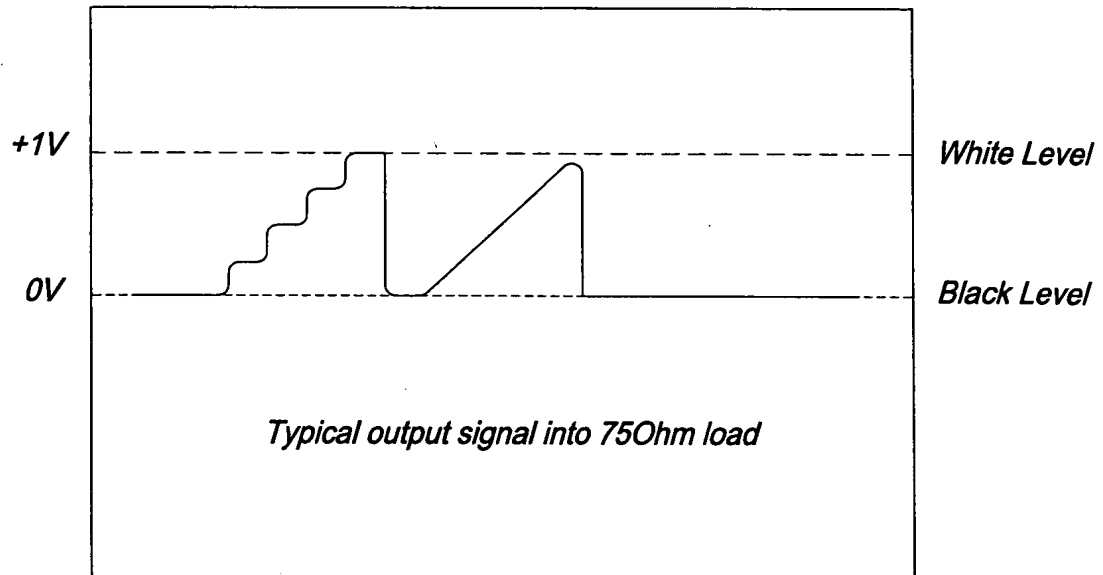 +1V
White Level
0V
Black Level
Typical output signal into 75Ohm load